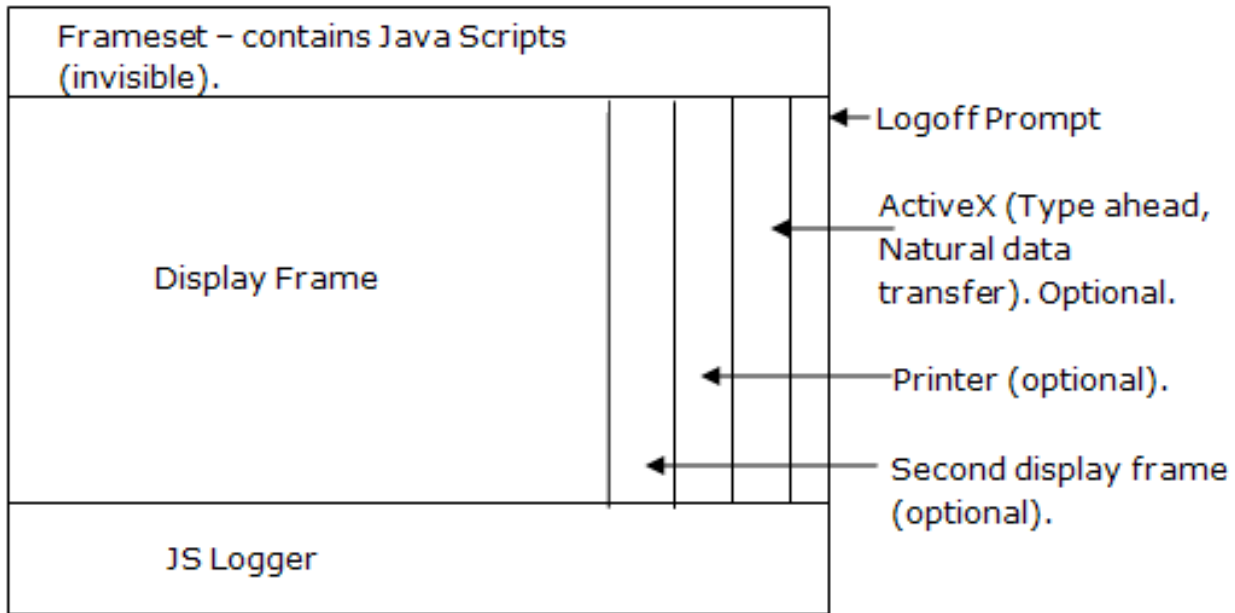 Frameset – contains Java Scripts
(invisible).
Logoff Prompt
ActiveX (Type ahead,
Natural data
transfer). Optional.
Display Frame
Printer (optional).
Second display frame
(optional).
JS Logger